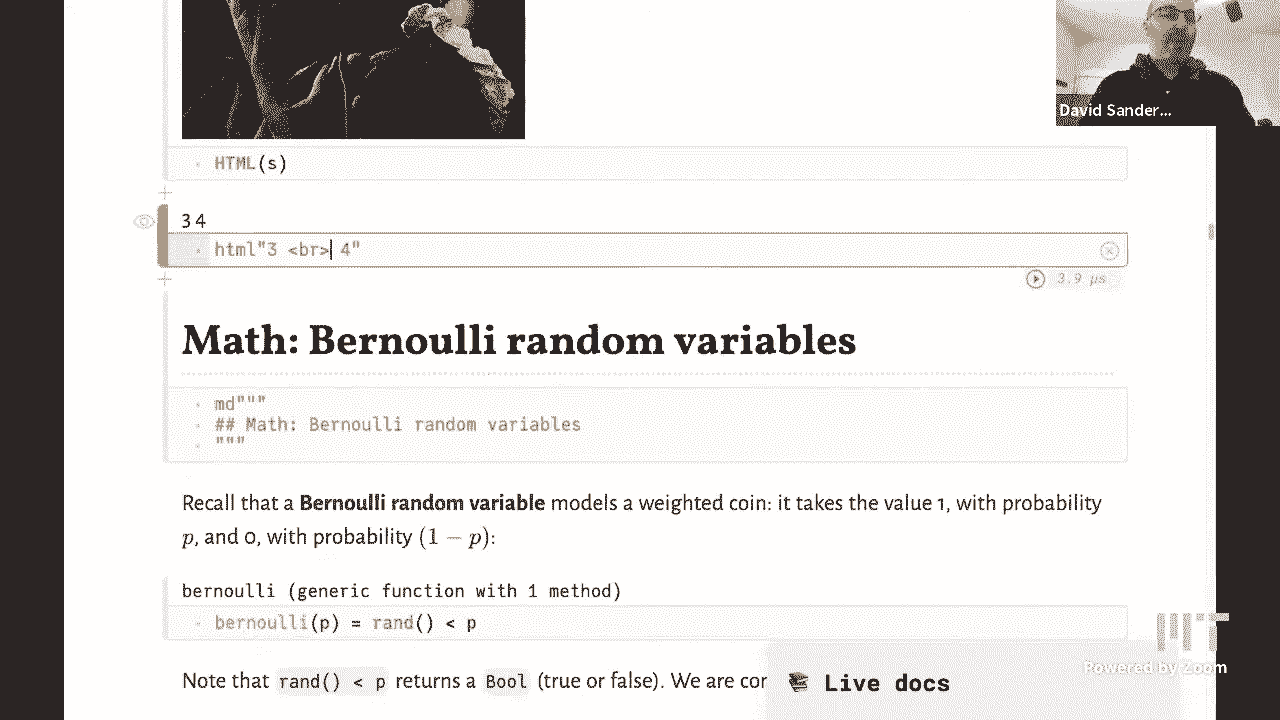 David Sander...
HTML(s)
3 4
html"3 <br> 4"
3.9 μs
Math: Bernoulli random variables
md"""
## Math: Bernoulli random variables
"""
Recall that a Bernoulli random variable models a weighted coin: it takes the value 1, with probability
p, and 0, with probability (1 − p):
bernoulli (generic function with 1 method)
bernoulli(p) = rand() < p
Note that rand() < p returns a Bool (true or false). We are cor
Live docs
MIT
Powered by Zoom